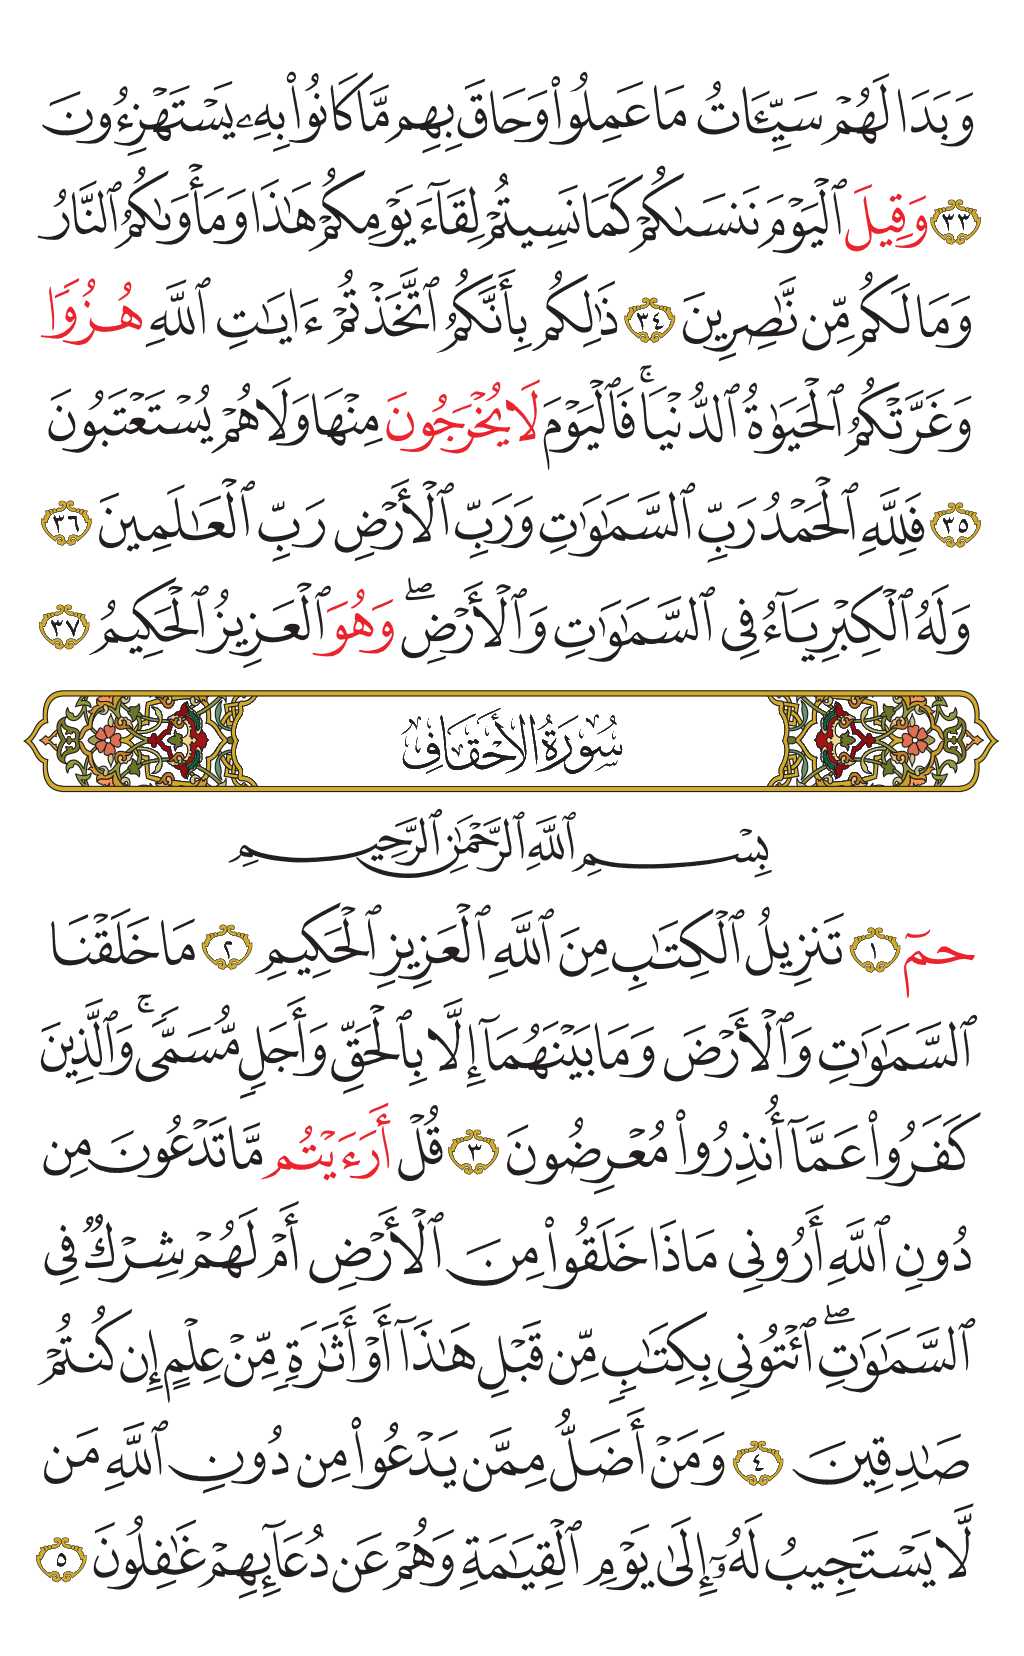 وَبَدَا لَهُمْ سَيِّـَٔاتُ مَا عَمِلُوا۟ وَحَاقَ بِهِم مَّا كَانُوا۟ بِهِۦ يَسْتَهْزِءُونَ
٣٣ وَقِيلَ ٱلْيَوْمَ نَنسَىٰكُمْ كَمَا نَسِيتُمْ لِقَآءَ يَوْمِكُمْ هَٰذَا وَمَأْوَىٰكُمُ ٱلنَّارُ
وَمَا لَكُم مِّن نَّٰصِرِينَ ٣٤ ذَٰلِكُم بِأَنَّكُمُ ٱتَّخَذْتُمْ ءَايَٰتِ ٱللَّهِ هُزُوًا
وَغَرَّتْكُمُ ٱلْحَيَوٰةُ ٱلدُّنْيَا ۚ فَٱلْيَوْمَ لَا يُخْرَجُونَ مِنْهَا وَلَا هُمْ يُسْتَعْتَبُونَ
٣٥ فَلِلَّهِ ٱلْحَمْدُ رَبِّ ٱلسَّمَٰوَٰتِ وَرَبِّ ٱلْأَرْضِ رَبِّ ٱلْعَٰلَمِينَ ٣٦
وَلَهُ ٱلْكِبْرِيَآءُ فِى ٱلسَّمَٰوَٰتِ وَٱلْأَرْضِ ۖ وَهُوَ ٱلْعَزِيزُ ٱلْحَكِيمُ ٣٧
سُورَةُ الأَحْقَافِ
بِسْمِ ٱللَّهِ ٱلرَّحْمَٰنِ ٱلرَّحِيمِ
حمٓ ١ تَنزِيلُ ٱلْكِتَٰبِ مِنَ ٱللَّهِ ٱلْعَزِيزِ ٱلْحَكِيمِ ٢ مَا خَلَقْنَا
ٱلسَّمَٰوَٰتِ وَٱلْأَرْضَ وَمَا بَيْنَهُمَآ إِلَّا بِٱلْحَقِّ وَأَجَلٍ مُّسَمًّى ۚ وَٱلَّذِينَ
كَفَرُوا۟ عَمَّآ أُنذِرُوا۟ مُعْرِضُونَ ٣ قُلْ أَرَءَيْتُم مَّا تَدْعُونَ مِن
دُونِ ٱللَّهِ أَرُونِى مَاذَا خَلَقُوا۟ مِنَ ٱلْأَرْضِ أَمْ لَهُمْ شِرْكٌ فِى
ٱلسَّمَٰوَٰتِ ۖ ٱئْتُونِى بِكِتَٰبٍ مِّن قَبْلِ هَٰذَآ أَوْ أَثَٰرَةٍ مِّنْ عِلْمٍ إِن كُنتُمْ
صَٰدِقِينَ ٤ وَمَنْ أَضَلُّ مِمَّن يَدْعُوا۟ مِن دُونِ ٱللَّهِ مَن
لَّا يَسْتَجِيبُ لَهُۥٓ إِلَىٰ يَوْمِ ٱلْقِيَٰمَةِ وَهُمْ عَن دُعَآئِهِمْ غَٰفِلُونَ ٥